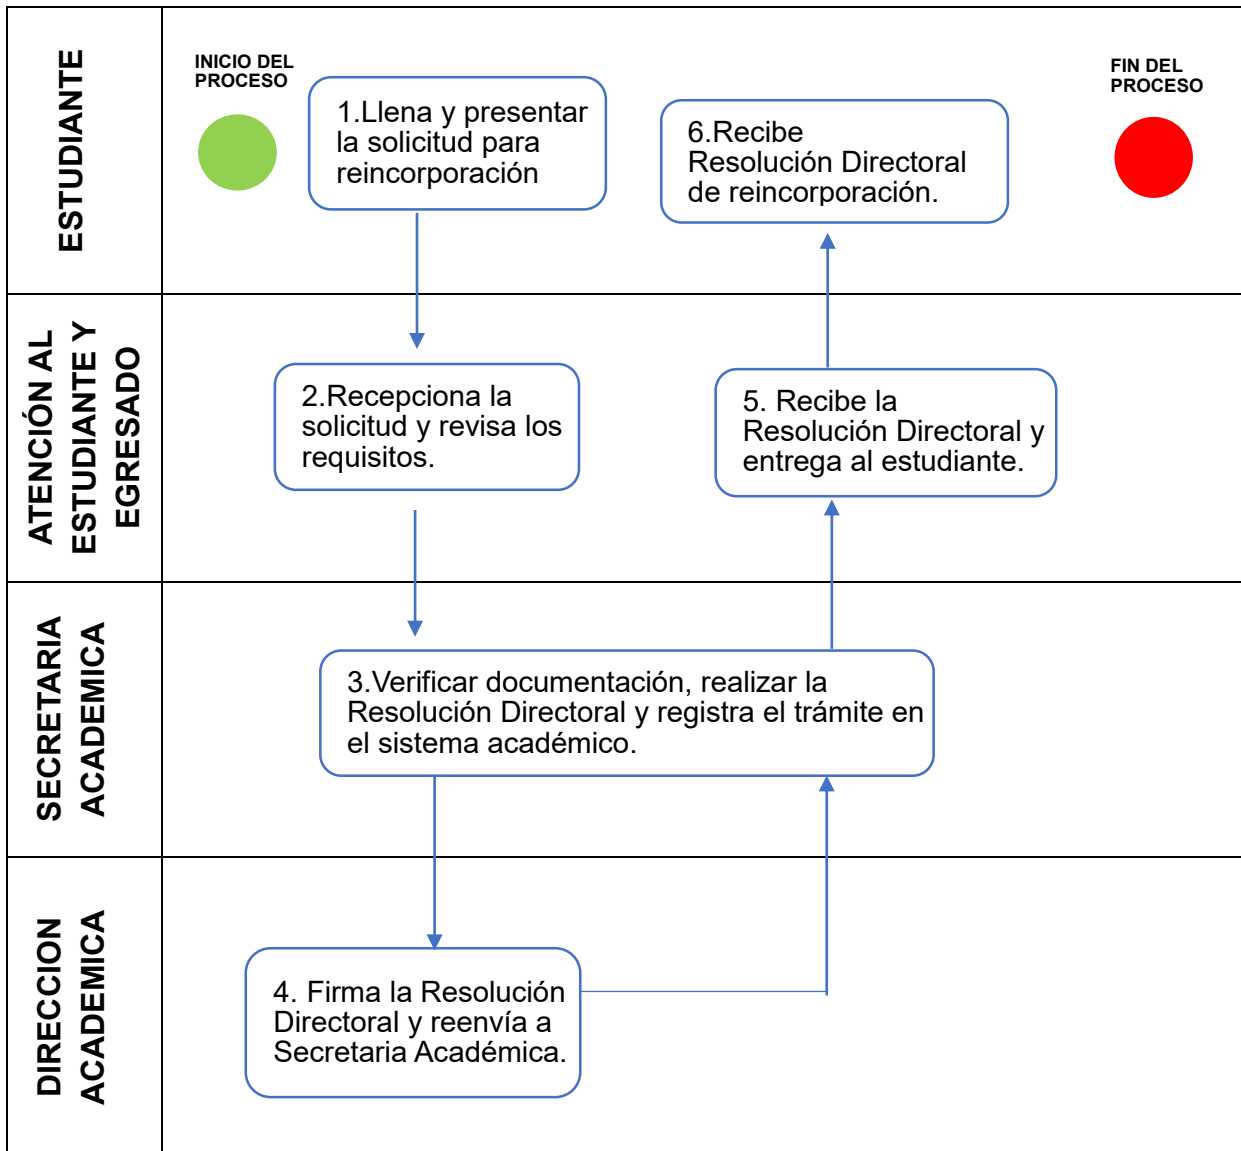 ESTUDIANTE
INICIO DEL
PROCESO
1.Llena y presentar
la solicitud para
reincorporación
6.Recibe
Resolución Directoral
de reincorporación.
FIN DEL
PROCESO
ATENCIÓN AL
ESTUDIANTE Y
EGRESADO
2.Recepciona la
solicitud y revisa los
requisitos.
5. Recibe la
Resolución Directoral y
entrega al estudiante.
SECRETARIA
ACADEMICA
3.Verificar documentación, realizar la
Resolución Directoral y registra el trámite en
el sistema académico.
DIRECCION
ACADEMICA
4. Firma la Resolución
Directoral y reenvía a
Secretaria Académica.